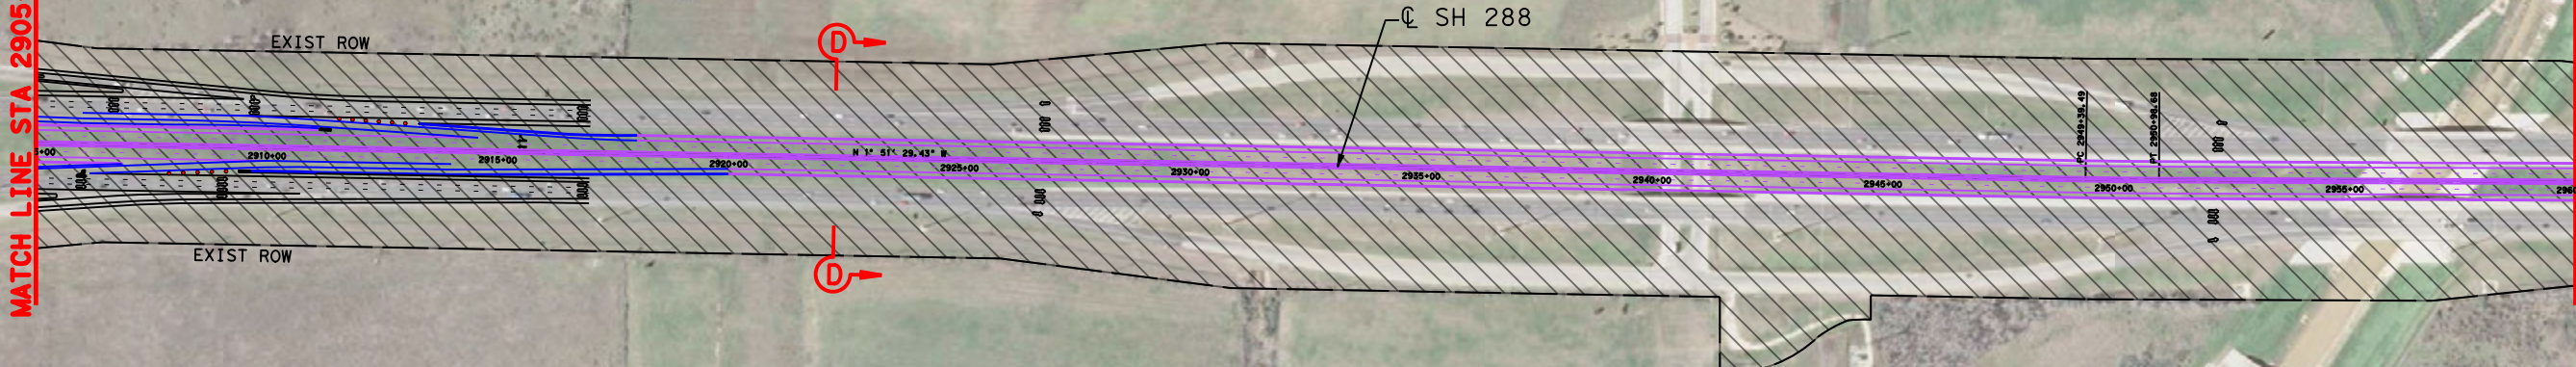 MATCH LINE STA 2905
EXIST ROW
D
℄ SH 288
PC 2949+39.49
PT 2950+98.68
2910+00
2915+00
2920+00
N 1° 51' 29.43" W
2925+00
2930+00
2935+00
2940+00
2945+00
2950+00
2955+00
EXIST ROW
D